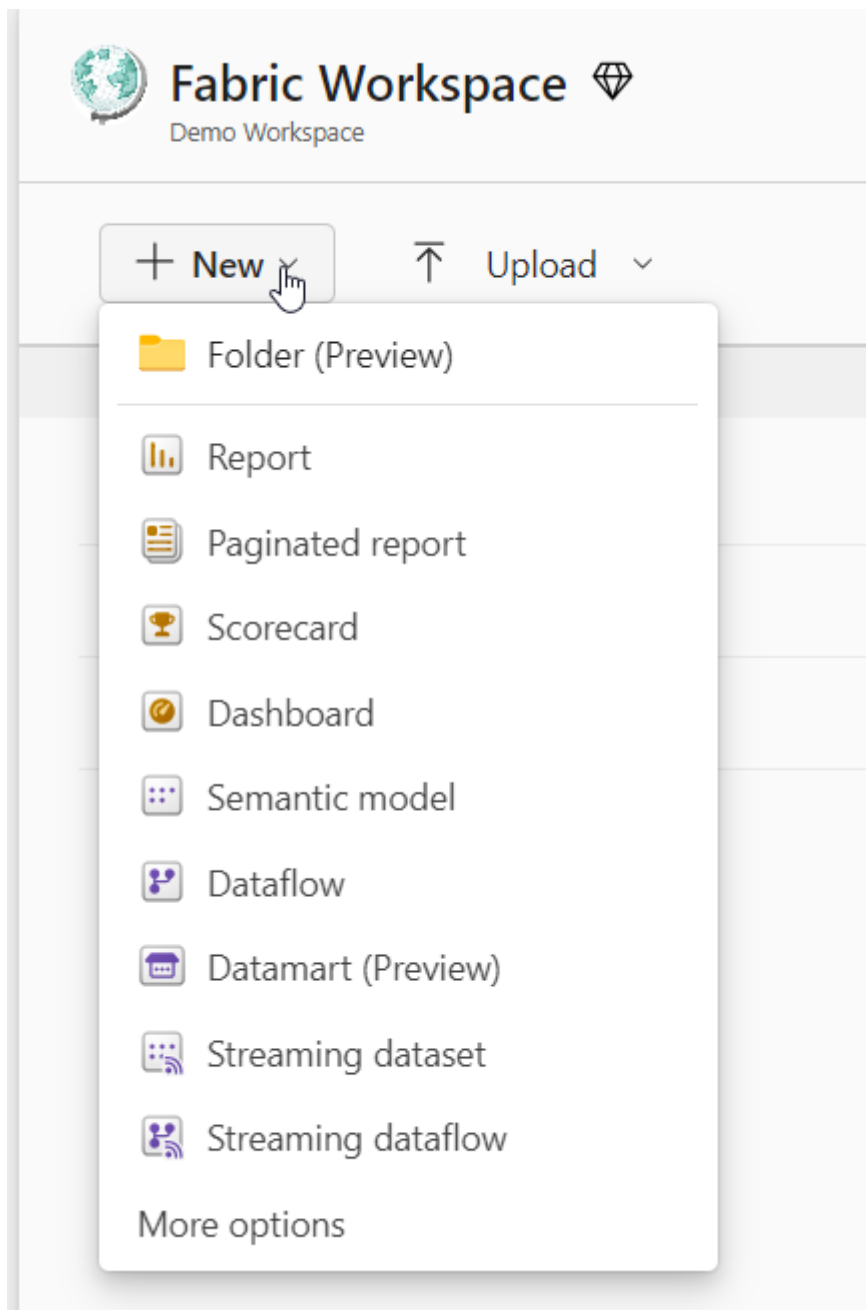 Fabric Workspace
Demo Workspace
New
Upload
Folder (Preview)
Report
Paginated report
Scorecard
Dashboard
Semantic model
Dataflow
Datamart (Preview)
Streaming dataset
Streaming dataflow
More options